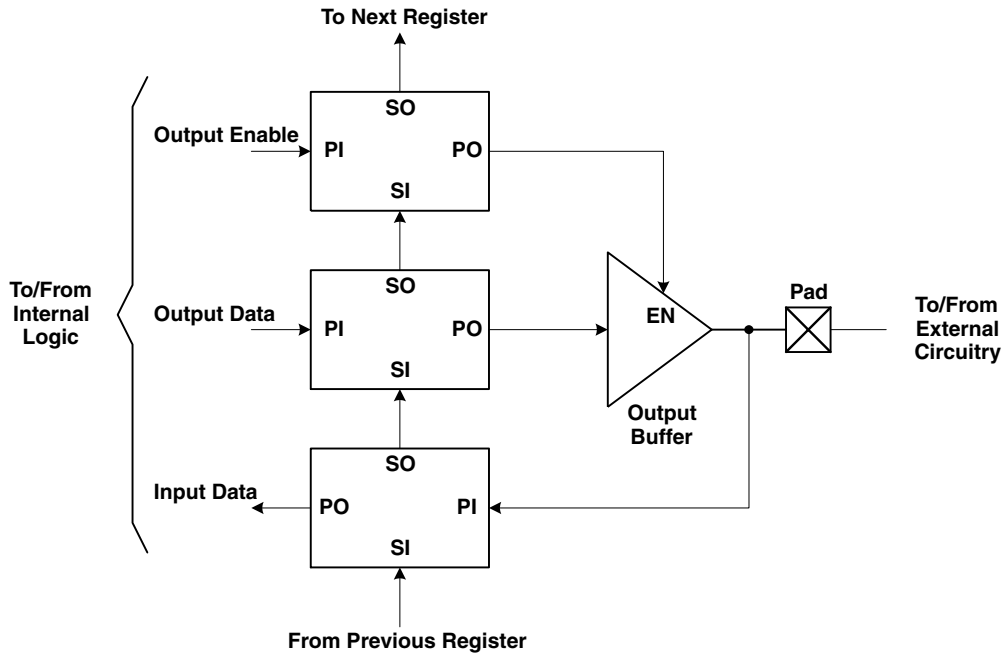 To Next Register
SO
Output Enable
PI
PO
SI
To/From
Internal
Logic
SO
Output Data
PI
PO
SI
EN
Output
Buffer
Pad
To/From
External
Circuitry
SO
Input Data
PO
PI
SI
From Previous Register